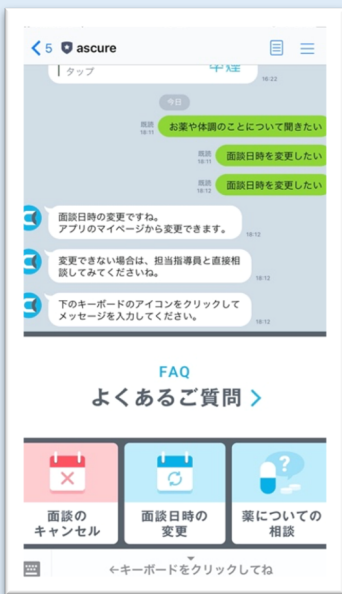 5 ascure
タップ
16:22
今日
既読
18:11
お薬や体調のことについて聞きたい
既読
18:11
面談日時を変更したい
既読
18:12
面談日時を変更したい
面談日時の変更ですね。
アプリのマイページから変更できます。
18:12
変更できない場合は、担当指導員と直接相
談してみてくださいね。
18:12
下のキーボードのアイコンをクリックして
メッセージを入力してください。
18:12
FAQ
よくあるご質問 >
面談の
キャンセル
面談日時の
変更
薬についての
相談
←キーボードをクリックしてね